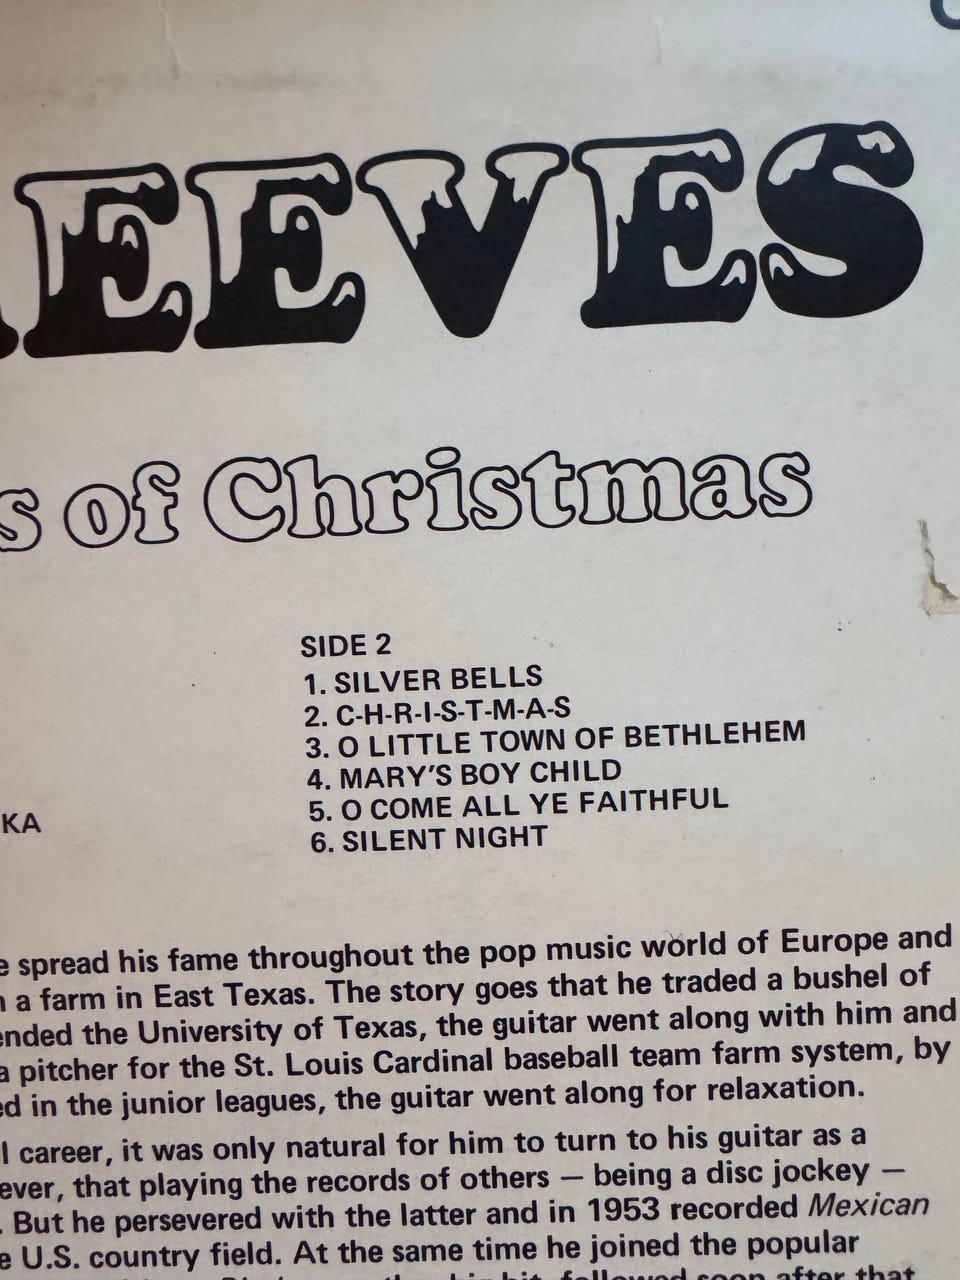 EEVES
s of Christmas
SIDE 2
1. SILVER BELLS
2. C-H-R-I-S-T-M-A-S
3. O LITTLE TOWN OF BETHLEHEM
4. MARY'S BOY CHILD
5. O COME ALL YE FAITHFUL
KA
6. SILENT NIGHT
e spread his fame throughout the pop music world of Europe and
a farm in East Texas. The story goes that he traded a bushel of
ended the University of Texas, the guitar went along with him and
a pitcher for the St. Louis Cardinal baseball team farm system, by
ed in the junior leagues, the guitar went along for relaxation.
l career, it was only natural for him to turn to his guitar as a
ever, that playing the records of others — being a disc jockey —
. But he persevered with the latter and in 1953 recorded Mexican
e U.S. country field. At the same time he joined the popular
hit, followed soon after that